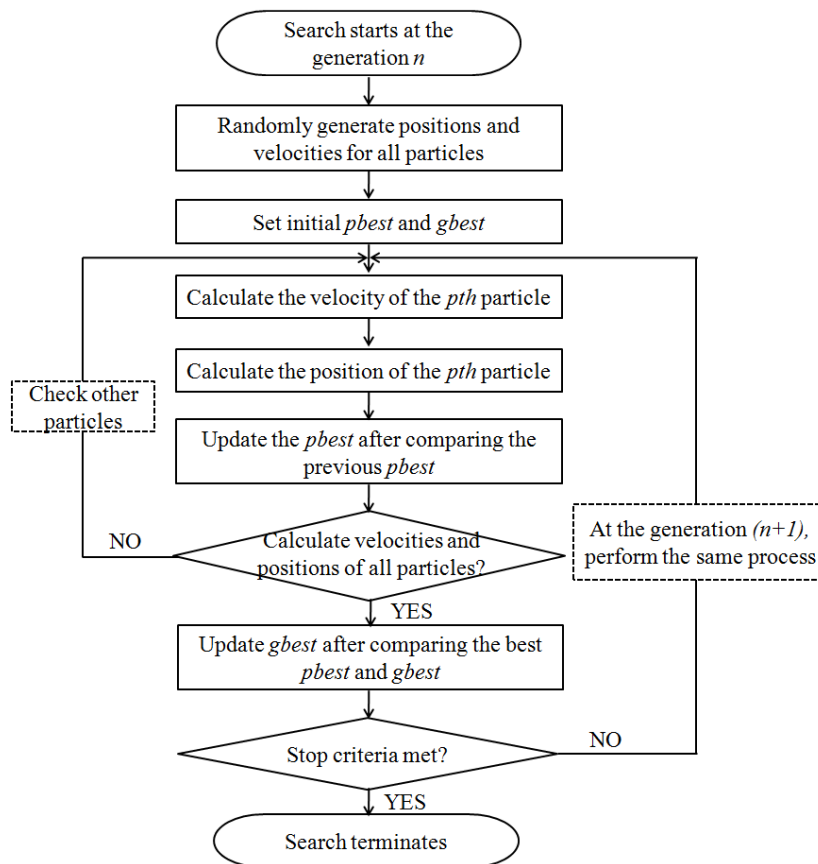 Search starts at the
generation n
Randomly generate positions and
velocities for all particles
Set initial pbest and gbest
Calculate the velocity of the pth particle
Calculate the position of the pth particle
Check other
particles
Update the pbest after comparing the
previous pbest
At the generation (n+1),
perform the same process
NO
Calculate velocities and
positions of all particles?
YES
Update gbest after comparing the best
pbest and gbest
Stop criteria met?
NO
YES
Search terminates